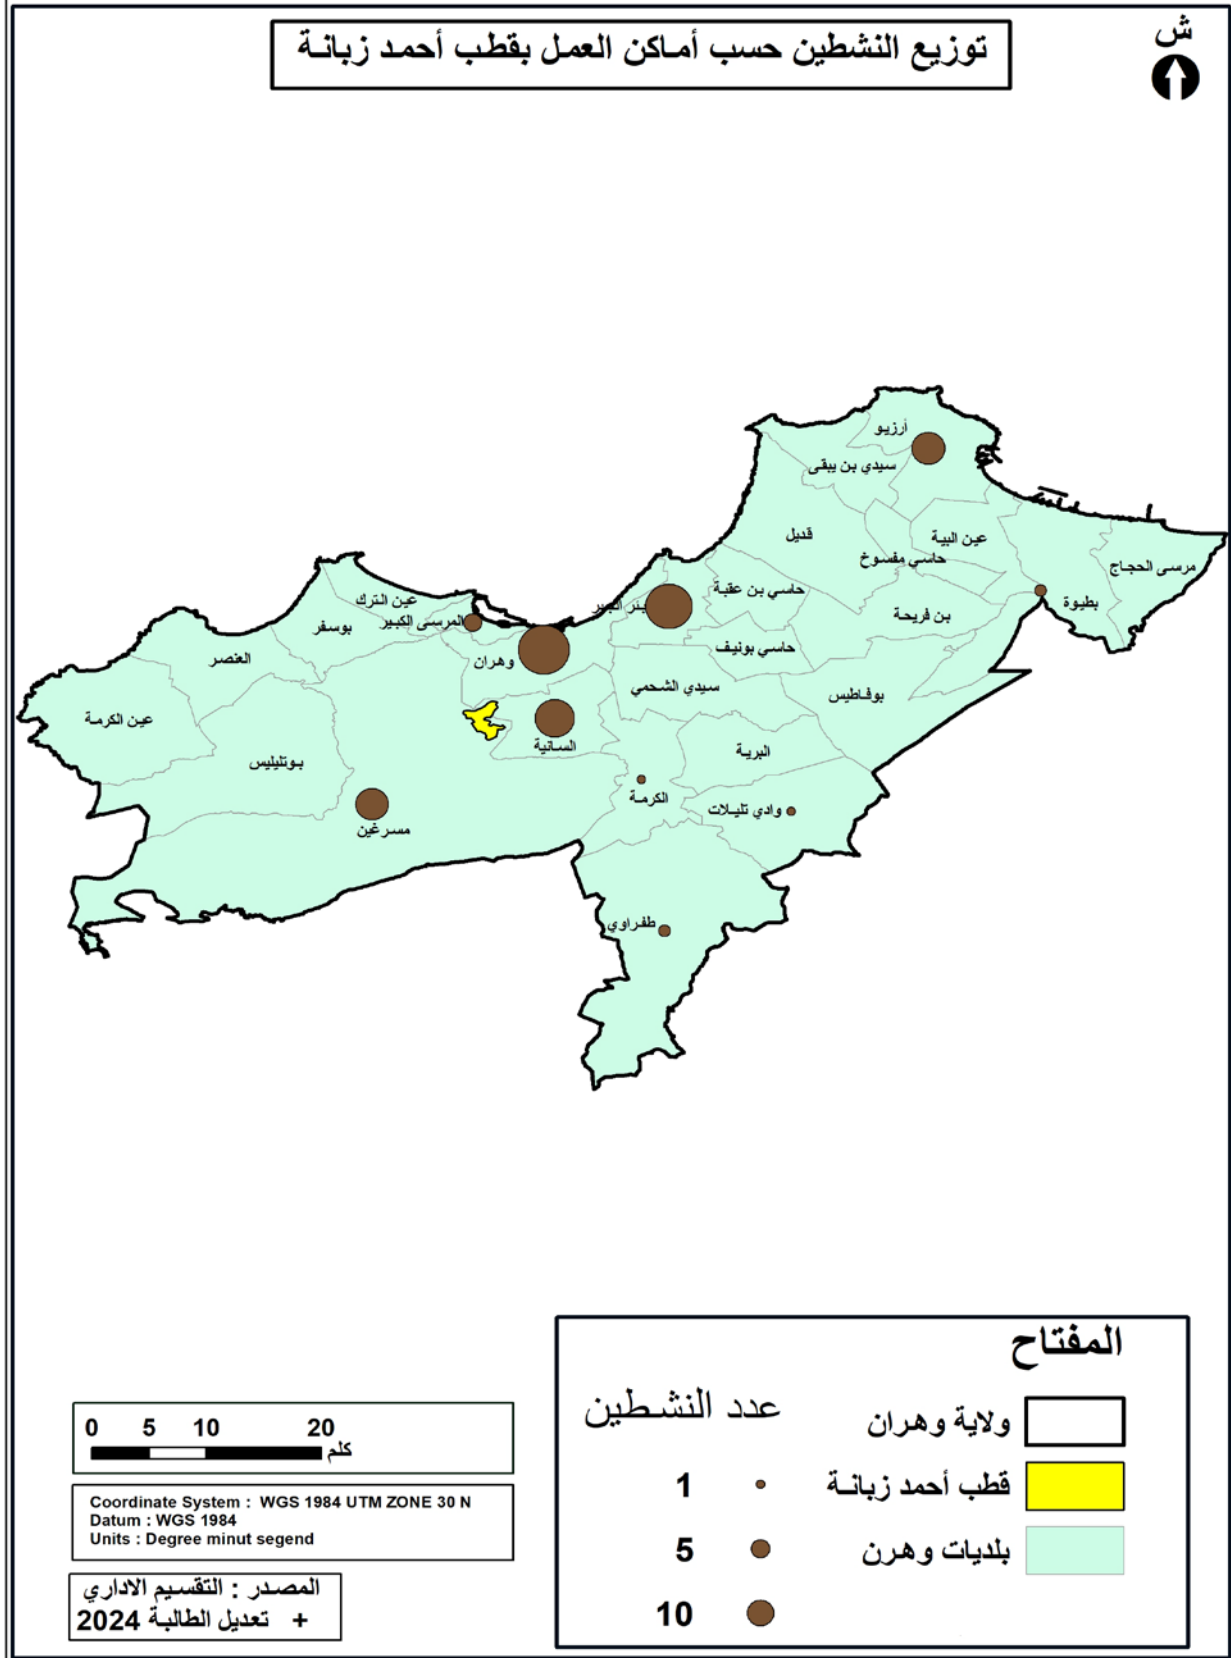 توزيع النشطين حسب أماكن العمل بقطب أحمد زبانة
ش
أرزيو
سيدي بن يبقى
قديل
عين البية
حاسي مفسوخ
مرسى الحجاج
بطيوة
حاسي بن عقبة
بن فريحة
بئر الجير
عين الترك
المرسى الكبير
بوسفر
وهران
حاسي بونيف
العنصر
سيدي الشحمي
بوفاطيس
عين الكرمة
السانية
البرية
بوتليليس
الكرمة
وادي تليلات
مسرغين
طفراوي
المفتاح
ولاية وهران
قطب أحمد زبانة
بلديات وهرن
عدد النشطين
1
5
10
0 5 10 20
كلم
Coordinate System : WGS 1984 UTM ZONE 30 N
Datum : WGS 1984
Units : Degree minut segend
المصدر : التقسيم الاداري
+ تعديل الطالبة 2024